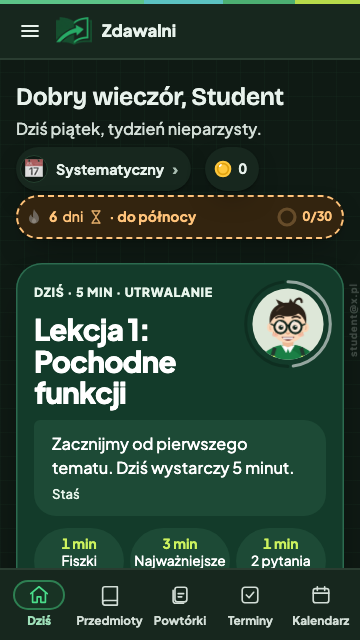 Zdawalni
Dobry wieczór, Student
Dziś piątek, tydzień nieparzysty.
17 Systematyczny › 0
6 dni · do północy 0/30
DZIŚ · 5 MIN · UTRWALANIE
Lekcja 1:
Pochodne
funkcji
Zacznijmy od pierwszego
tematu. Dziś wystarczy 5 minut.
Staś
1 min 3 min 1 min
Fiszki Najważniejsze 2 pytania
student@x.pl
Dziś Przedmioty Powtórki Terminy Kalendarz